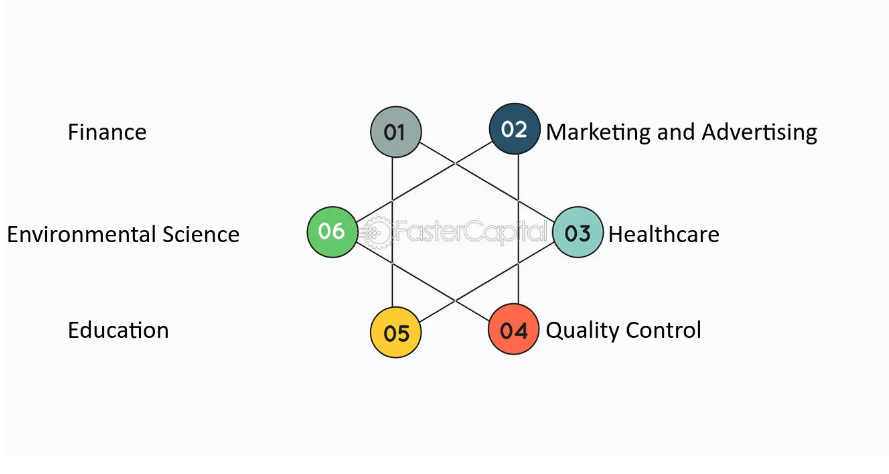 Finance
01
02
Marketing and Advertising
Environmental Science
06
FasterCapital
03
Healthcare
Education
05
04
Quality Control